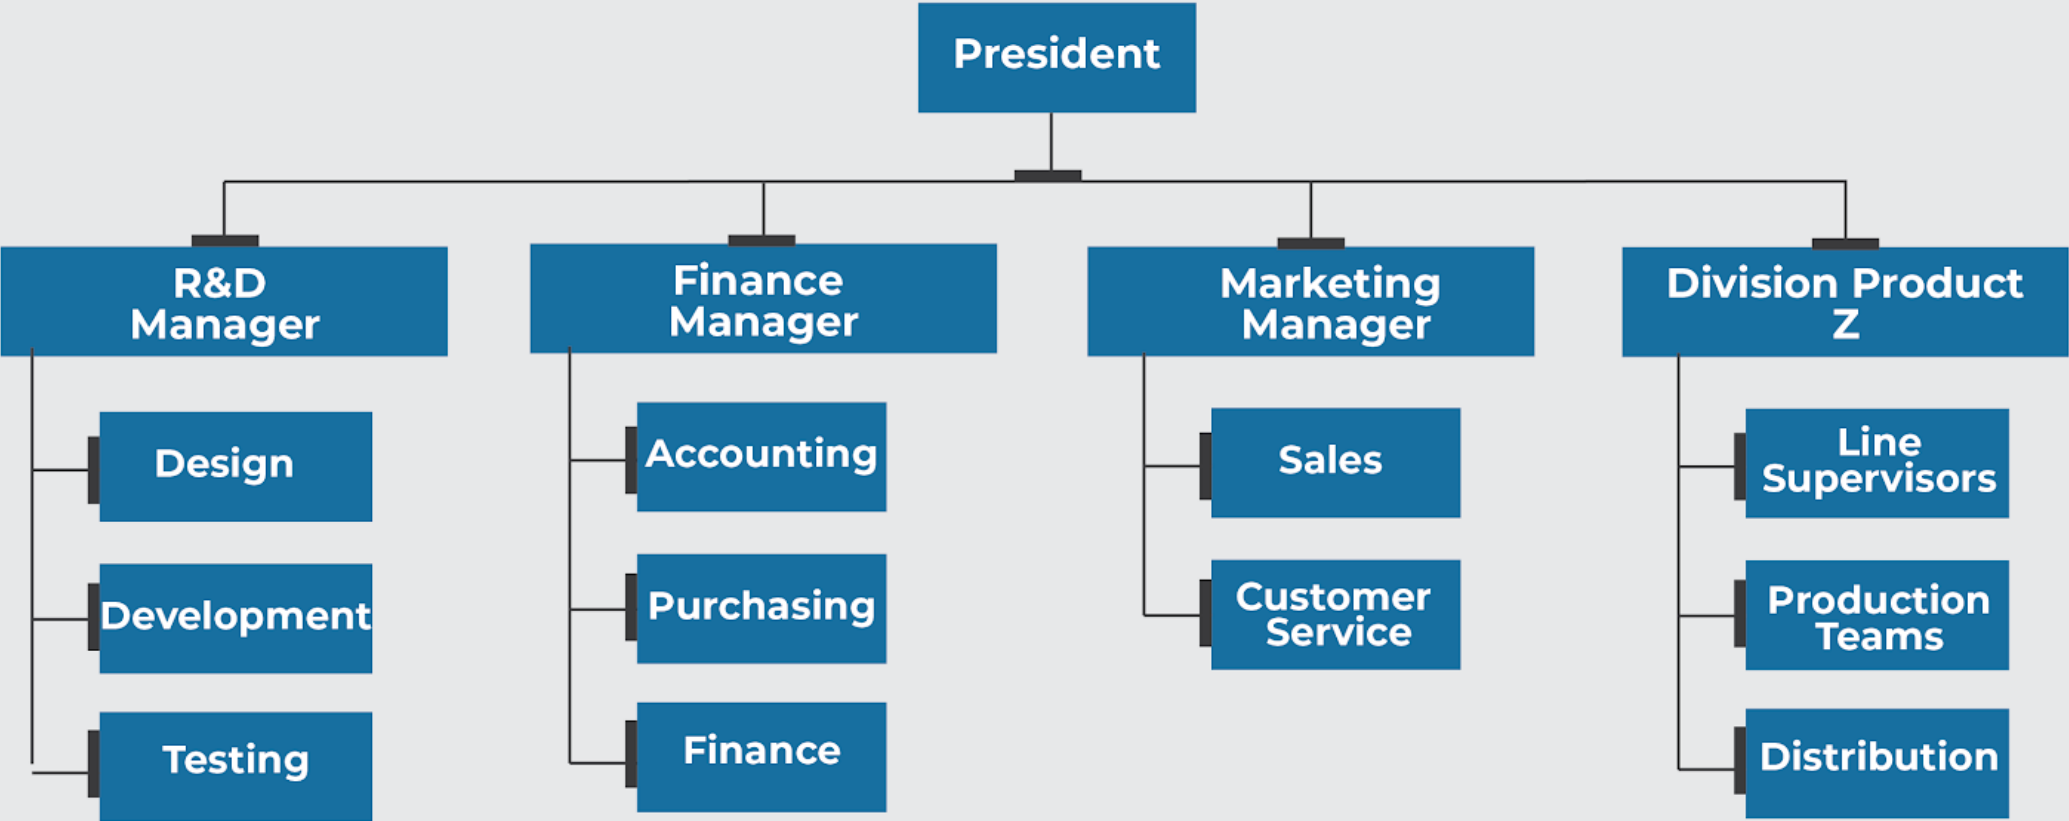 President
R&D
Manager
Finance
Manager
Marketing
Manager
Division Product
Z
Design
Development
Testing
Accounting
Purchasing
Finance
Sales
Customer
Service
Line
Supervisors
Production
Teams
Distribution